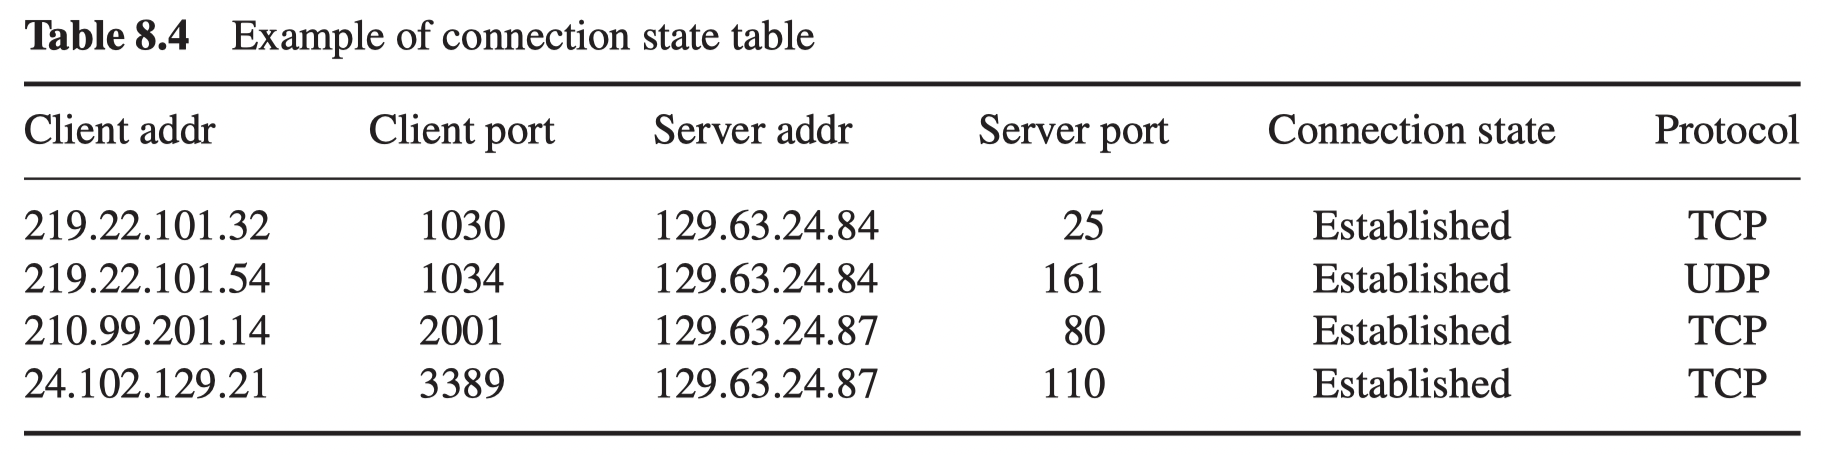 Table 8.4 Example of connection state table
Client addr Client port Server addr Server port Connection state Protocol
219.22.101.32 1030 129.63.24.84 25 Established TCP
219.22.101.54 1034 129.63.24.84 161 Established UDP
210.99.201.14 2001 129.63.24.87 80 Established TCP
24.102.129.21 3389 129.63.24.87 110 Established TCP